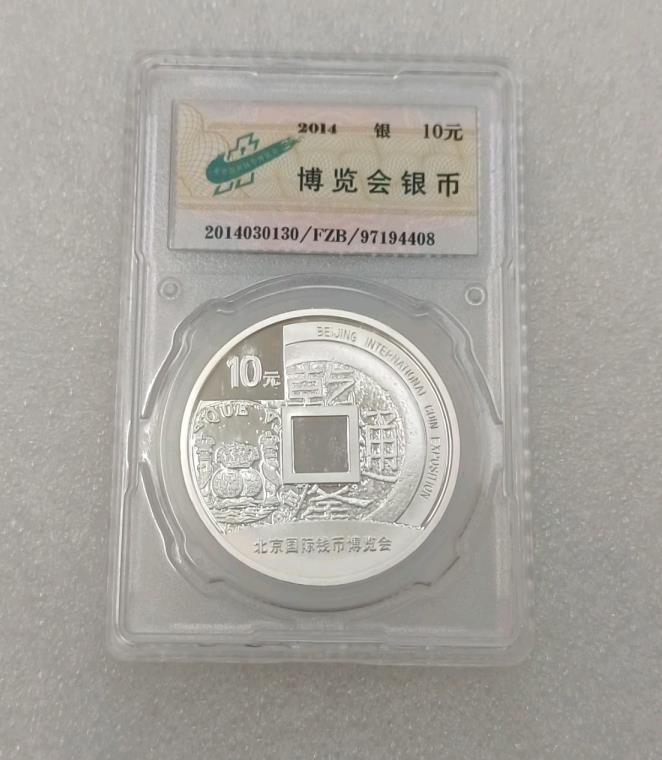 2014 银 10元
博览会银币
2014030130/FZB/97194408
BEIJING INTERNATIONAL COIN EXPOSITION
10元
QUE
北京国际钱币博览会